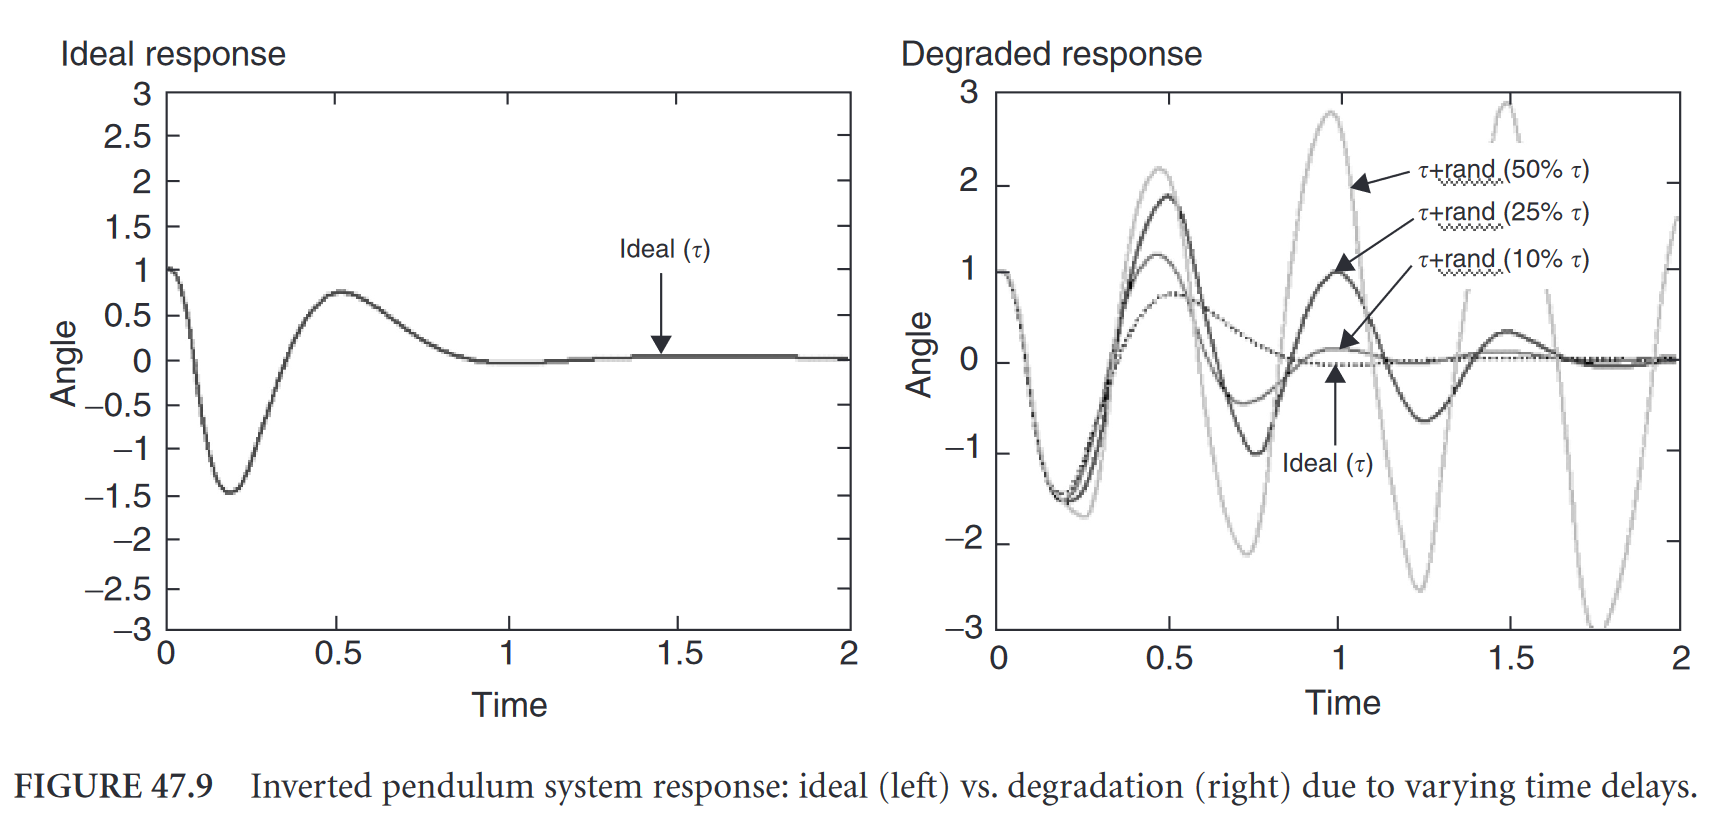 Ideal response
3
2.5
2
1.5
1
0.5
0
−0.5
−1
−1.5
−2
−2.5
−3
0 0.5 1 1.5 2
Angle
Time
Ideal (τ)
Degraded response
3
2
1
0
−1
−2
−3
0 0.5 1 1.5 2
Angle
Time
τ+rand (50% τ)
τ+rand (25% τ)
τ+rand (10% τ)
Ideal (τ)
FIGURE 47.9 Inverted pendulum system response: ideal (left) vs. degradation (right) due to varying time delays.